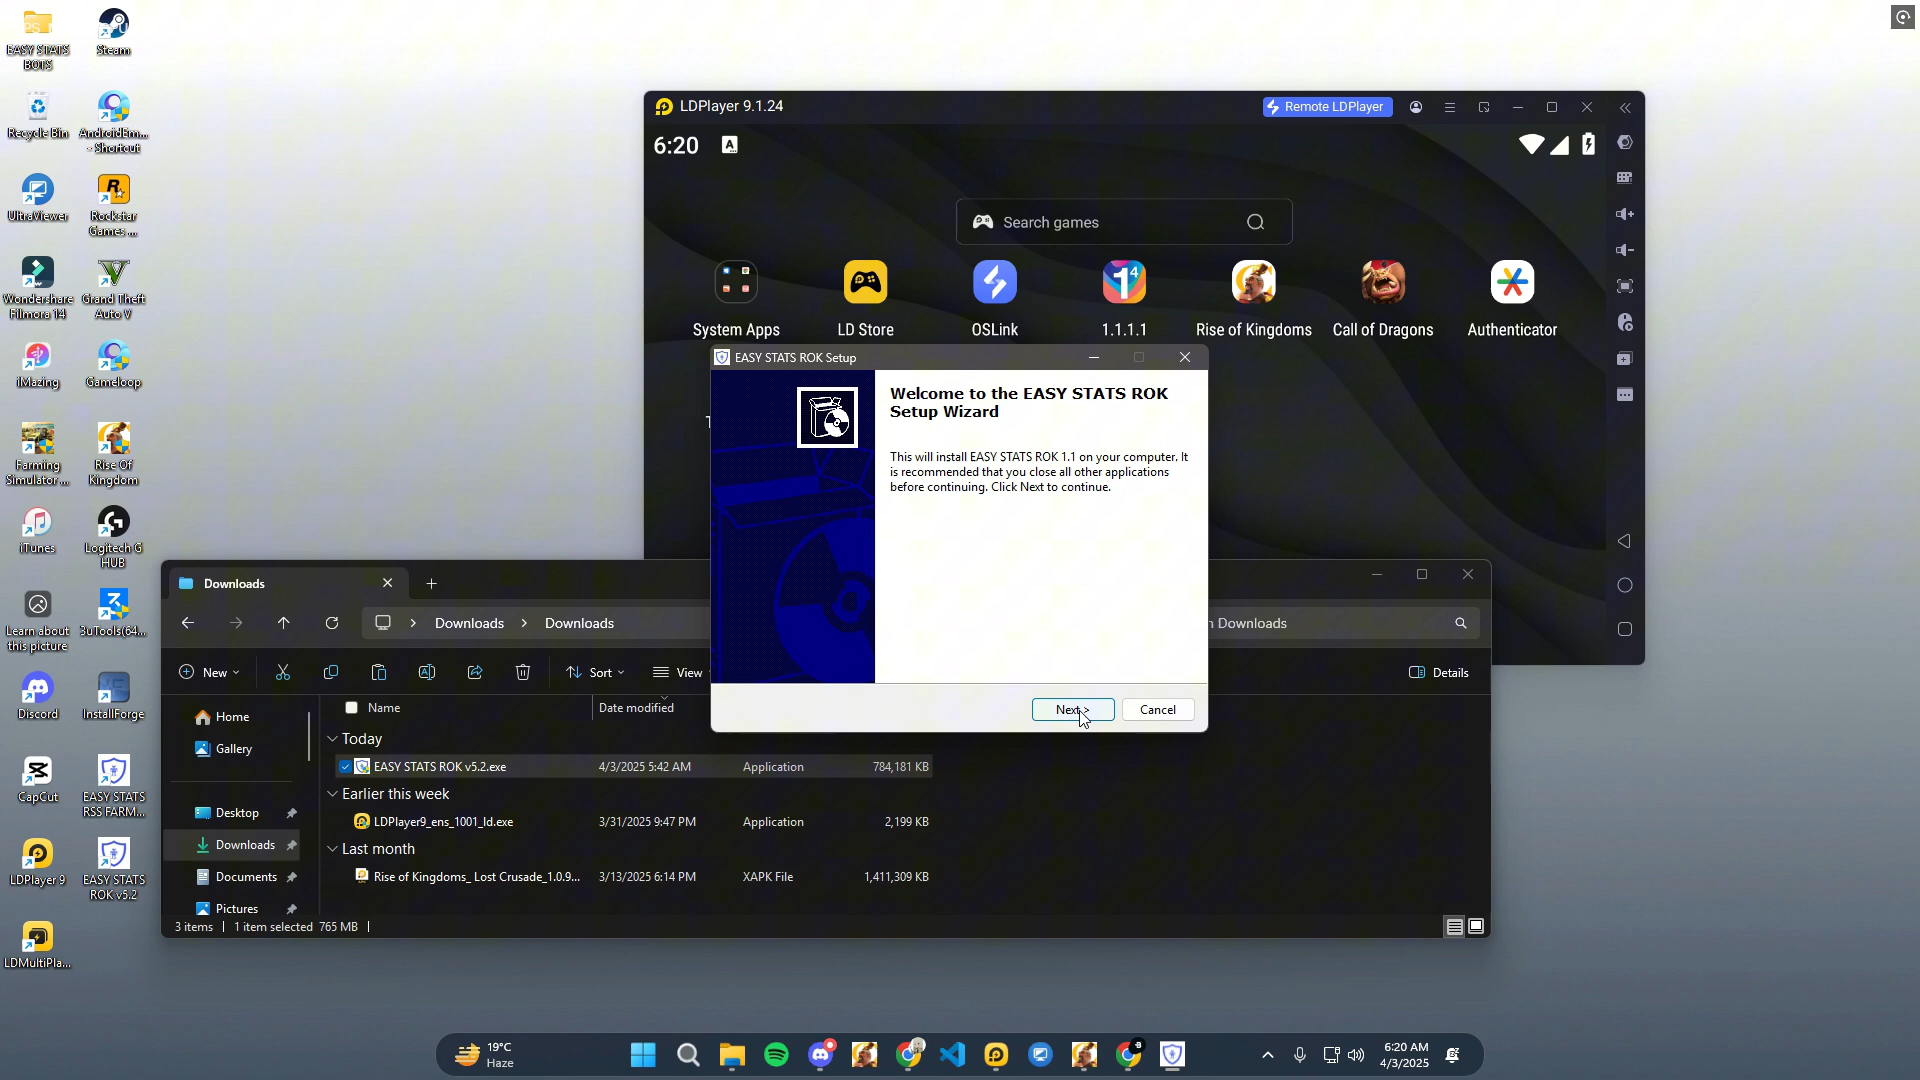 EASY STATS
BOTS
Steam
Recycle Bin
AndroidEm...
- Shortcut
UltraViewer
Rockstar
Games ...
Wondershare
Filmora 14
Grand Theft
Auto V
iMazing
Gameloop
Farming
Simulator ...
Rise Of
Kingdom
iTunes
Logitech G
HUB
Learn about
this picture
3uTools(64...
Discord
InstallForge
CapCut
EASY STATS
RSS FARM...
LDPlayer 9
EASY STATS
ROK v5.2
LDMultiPla...
LDPlayer 9.1.24
Remote LDPlayer
6:20
A
Search games
System Apps
LD Store
OSLink
1.1.1.1
Rise of Kingdoms
Call of Dragons
Authenticator
EASY STATS ROK Setup
Welcome to the EASY STATS ROK
Setup Wizard
This will install EASY STATS ROK 1.1 on your computer. It
is recommended that you close all other applications
before continuing. Click Next to continue.
Next >
Cancel
Downloads
Downloads > Downloads
Downloads
New
Sort
View
Details
Home
Gallery
Desktop
Downloads
Documents
Pictures
Name
Date modified
Today
EASY STATS ROK v5.2.exe 4/3/2025 5:42 AM Application 784,181 KB
Earlier this week
LDPlayer9_ens_1001_ld.exe 3/31/2025 9:47 PM Application 2,199 KB
Last month
Rise of Kingdoms_ Lost Crusade_1.0.9... 3/13/2025 6:14 PM XAPK File 1,411,309 KB
3 items
1 item selected 765 MB
19°C
Haze
6:20 AM
4/3/2025